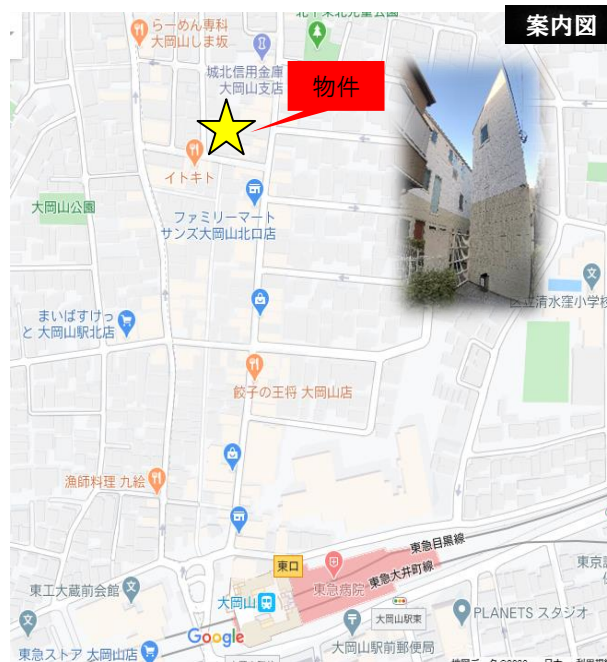 案内図
らーめん専科
大岡山しま坂
城北信用金庫
大岡山支店
物件
イトキト
大岡山公園
ファミリーマート
サンズ大岡山北口店
区立清水窪小学校
まいばすけっ
と 大岡山駅北店
餃子の王将 大岡山店
漁師料理 九絵
東急目黒線
東口
東急病院
東急大井町線
東工大蔵前会館
大岡山
大岡山駅東
PLANETS スタジオ
Google
大岡山駅前郵便局
東急ストア 大岡山店